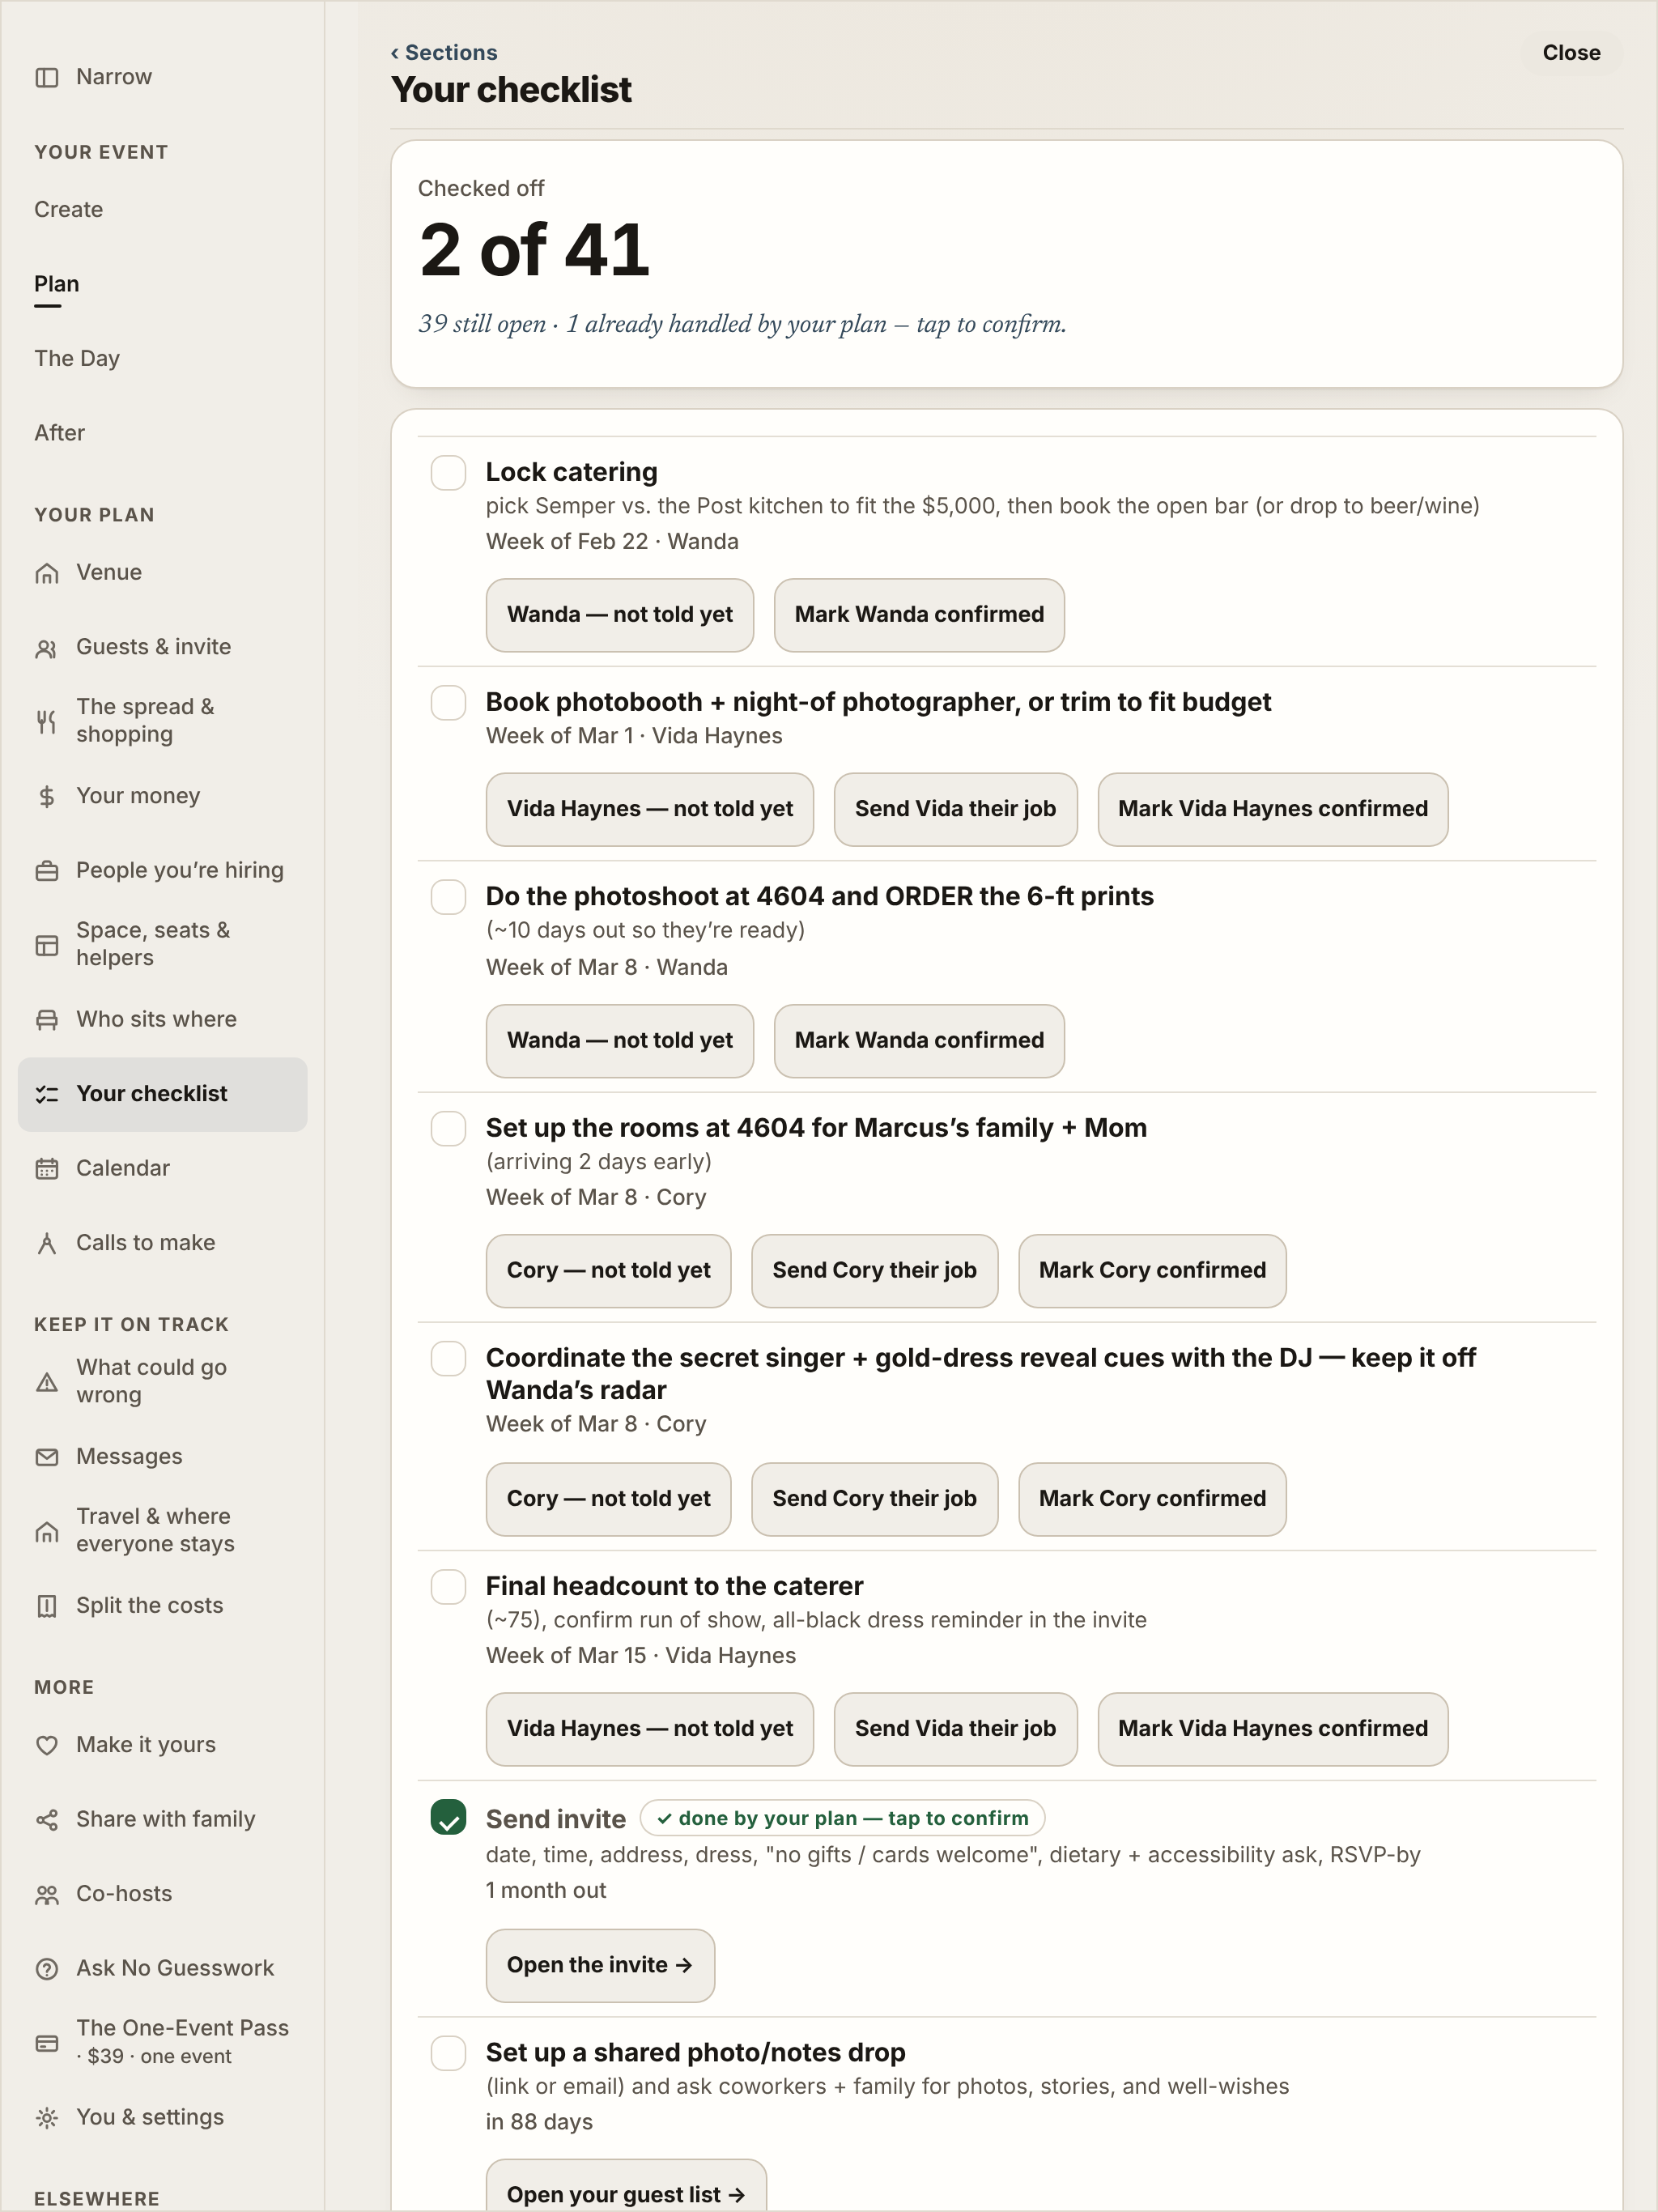 Narrow
YOUR EVENT
Create
Plan
The Day
After
YOUR PLAN
Venue
Guests & invite
The spread &
shopping
Your money
People you’re hiring
Space, seats &
helpers
Who sits where
Your checklist
Calendar
Calls to make
KEEP IT ON TRACK
What could go
wrong
Messages
Travel & where
everyone stays
Split the costs
MORE
Make it yours
Share with family
Co-hosts
Ask No Guesswork
The One-Event Pass
· $39 · one event
You & settings
ELSEWHERE
‹ Sections
Close
Your checklist
Checked off
2 of 41
39 still open · 1 already handled by your plan – tap to confirm.
Lock catering
pick Semper vs. the Post kitchen to fit the $5,000, then book the open bar (or drop to beer/wine)
Week of Feb 22 · Wanda
Wanda — not told yet
Mark Wanda confirmed
Book photobooth + night-of photographer, or trim to fit budget
Week of Mar 1 · Vida Haynes
Vida Haynes — not told yet
Send Vida their job
Mark Vida Haynes confirmed
Do the photoshoot at 4604 and ORDER the 6-ft prints
(~10 days out so they’re ready)
Week of Mar 8 · Wanda
Wanda — not told yet
Mark Wanda confirmed
Set up the rooms at 4604 for Marcus’s family + Mom
(arriving 2 days early)
Week of Mar 8 · Cory
Cory — not told yet
Send Cory their job
Mark Cory confirmed
Coordinate the secret singer + gold-dress reveal cues with the DJ — keep it off
Wanda’s radar
Week of Mar 8 · Cory
Cory — not told yet
Send Cory their job
Mark Cory confirmed
Final headcount to the caterer
(~75), confirm run of show, all-black dress reminder in the invite
Week of Mar 15 · Vida Haynes
Vida Haynes — not told yet
Send Vida their job
Mark Vida Haynes confirmed
Send invite
✓ done by your plan — tap to confirm
date, time, address, dress, "no gifts / cards welcome", dietary + accessibility ask, RSVP-by
1 month out
Open the invite →
Set up a shared photo/notes drop
(link or email) and ask coworkers + family for photos, stories, and well-wishes
in 88 days
Open your guest list →